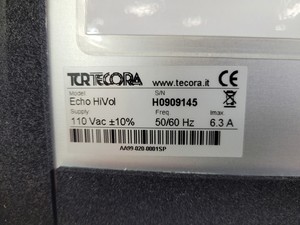 TCR TECORA www.tecora.it CE
Model S/N
Echo HiVol H0909145
Supply Freq Imax
110 Vac ±10% 50/60 Hz 6.3 A
AA99-020-0001SP